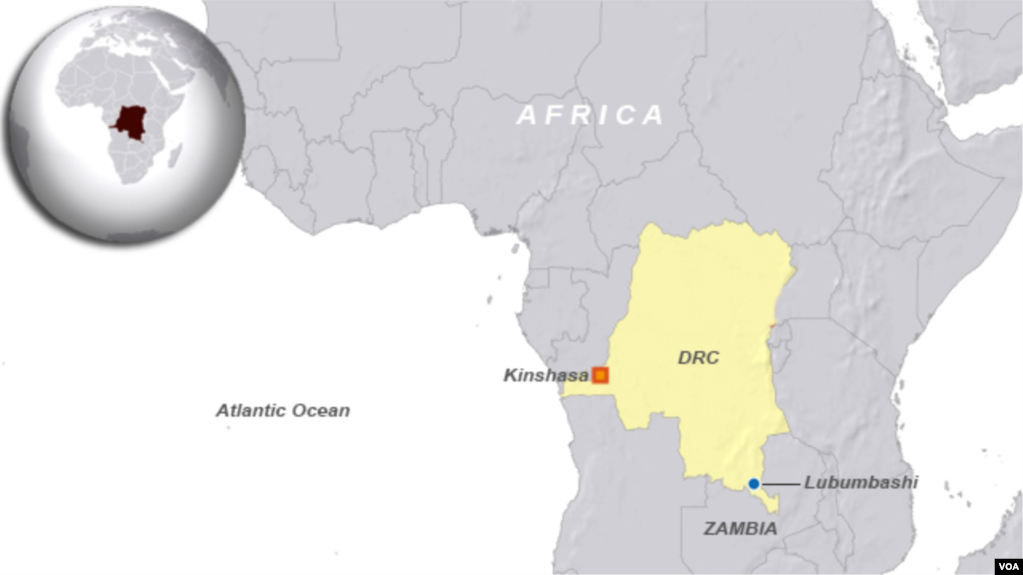 AFRICA
DRC
Kinshasa
Atlantic Ocean
Lubumbashi
ZAMBIA
VOA